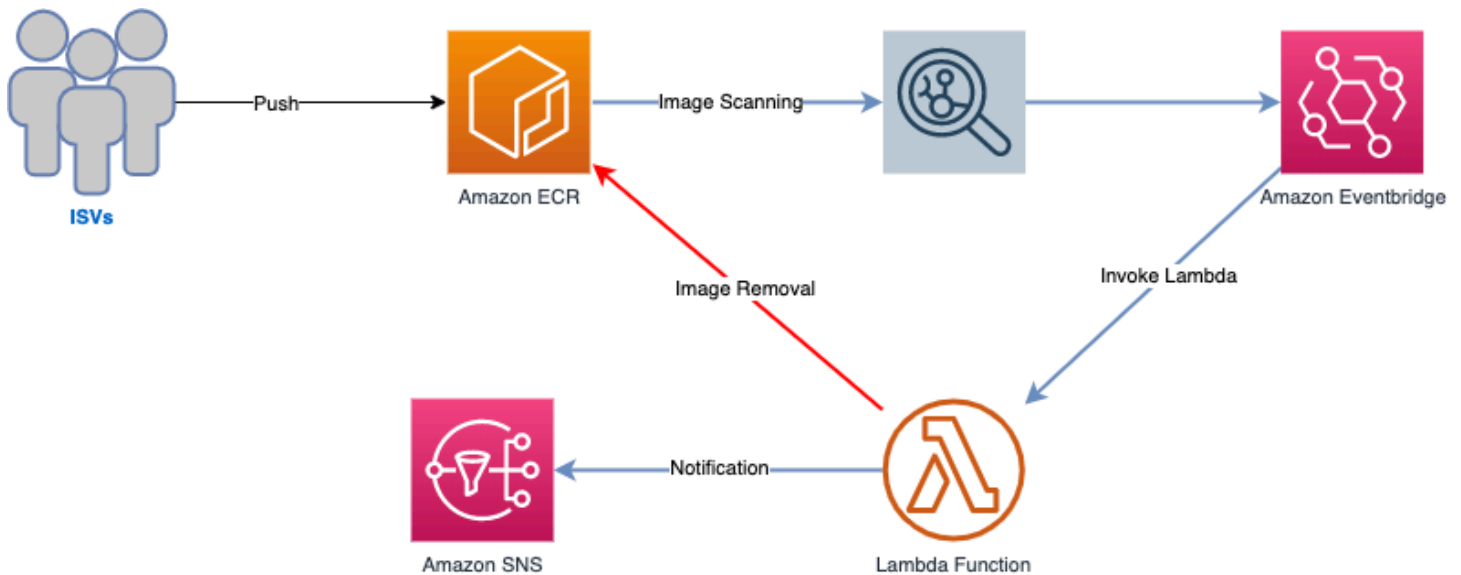 Push
Image Scanning
Amazon ECR
Amazon Eventbridge
ISVs
Invoke Lambda
Image Removal
Notification
Amazon SNS
Lambda Function